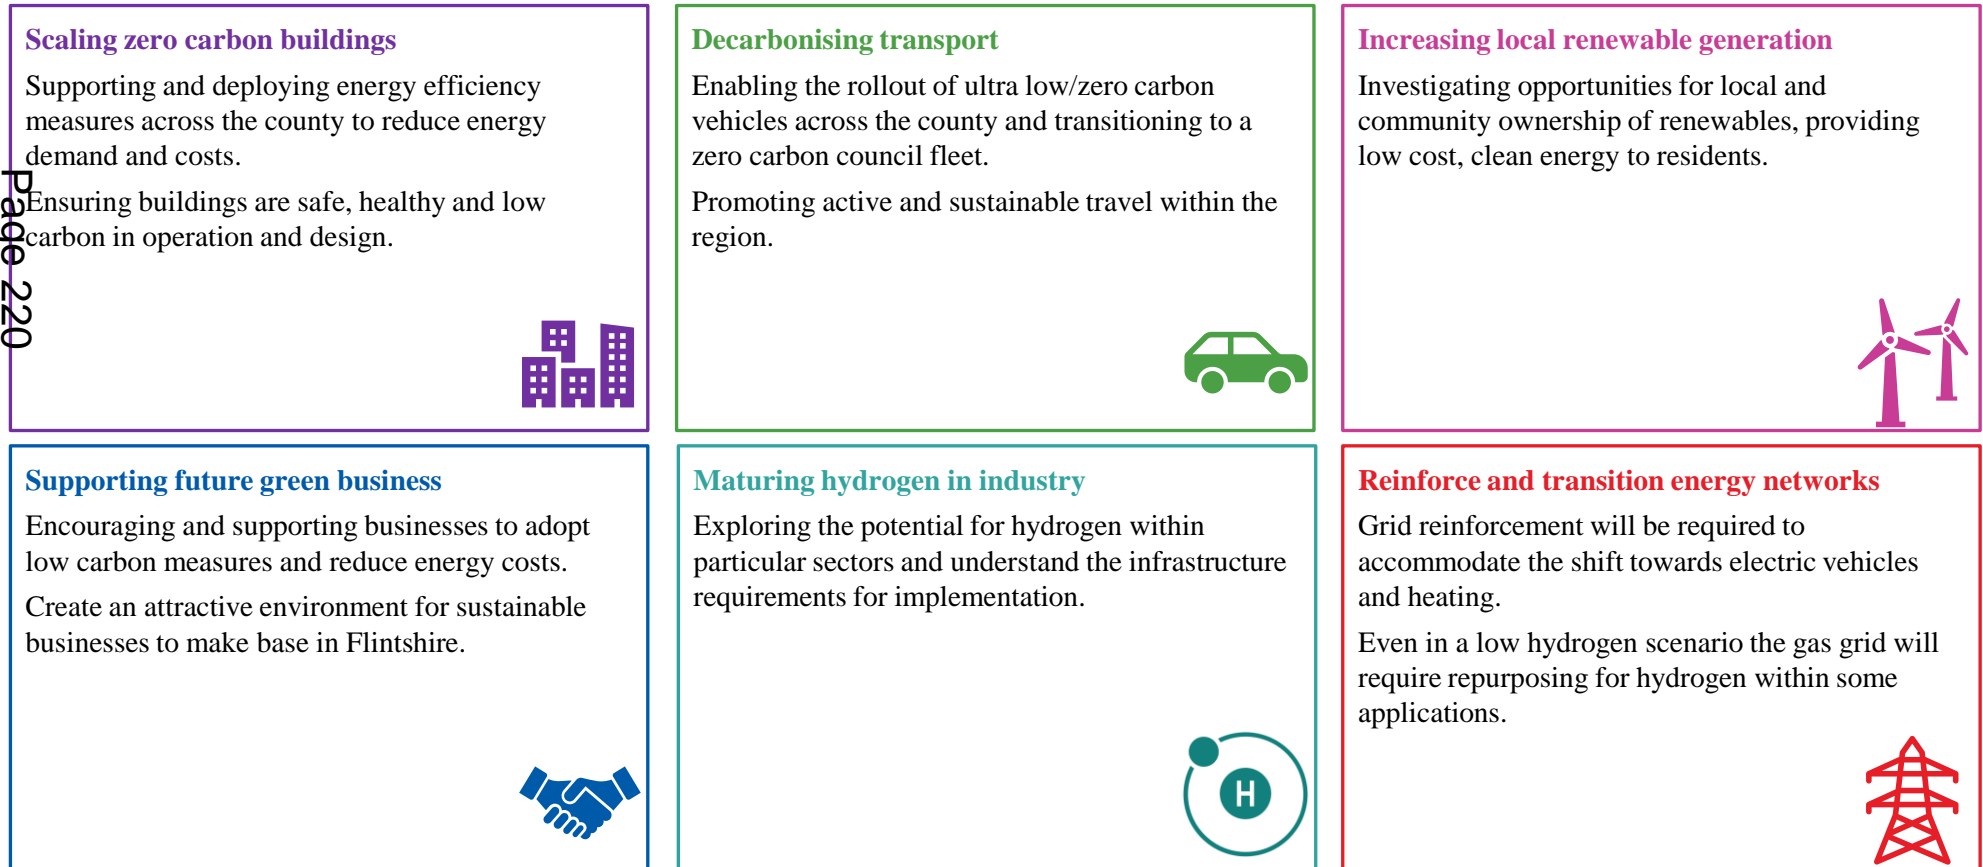 Scaling zero carbon buildings
Supporting and deploying energy efficiency
measures across the county to reduce energy
demand and costs.
Ensuring buildings are safe, healthy and low
carbon in operation and design.
Decarbonising transport
Enabling the rollout of ultra low/zero carbon
vehicles across the county and transitioning to a
zero carbon council fleet.
Promoting active and sustainable travel within the
region.
Increasing local renewable generation
Investigating opportunities for local and
community ownership of renewables, providing
low cost, clean energy to residents.
Page 220
Supporting future green business
Encouraging and supporting businesses to adopt
low carbon measures and reduce energy costs.
Create an attractive environment for sustainable
businesses to make base in Flintshire.
Maturing hydrogen in industry
Exploring the potential for hydrogen within
particular sectors and understand the infrastructure
requirements for implementation.
H
Reinforce and transition energy networks
Grid reinforcement will be required to
accommodate the shift towards electric vehicles
and heating.
Even in a low hydrogen scenario the gas grid will
require repurposing for hydrogen within some
applications.